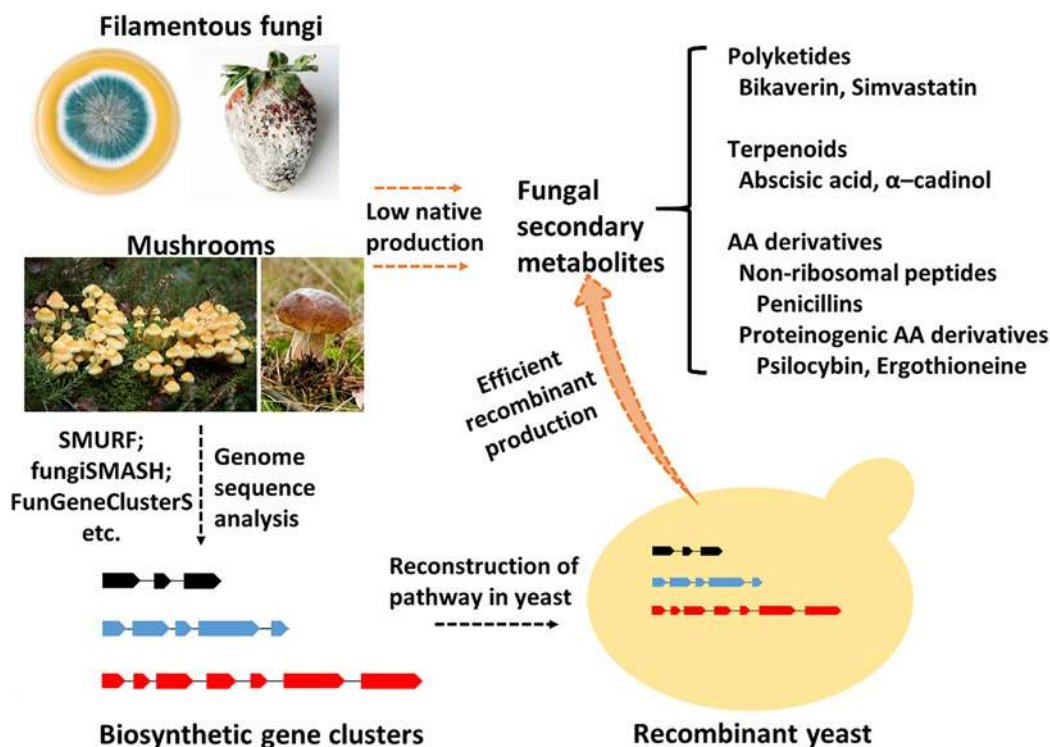 Filamentous fungi
Mushrooms
Low native
production
Fungal
secondary
metabolites
Polyketides
Bikaverin, Simvastatin
Terpenoids
Abscisic acid, α–cadinol
AA derivatives
Non-ribosomal peptides
Penicillins
Proteinogenic AA derivatives
Psilocybin, Ergothioneine
Efficient
recombinant
production
SMURF;
fungiSMASH;
FunGeneClusterS
etc.
Genome
sequence
analysis
Reconstruction of
pathway in yeast
Biosynthetic gene clusters
Recombinant yeast